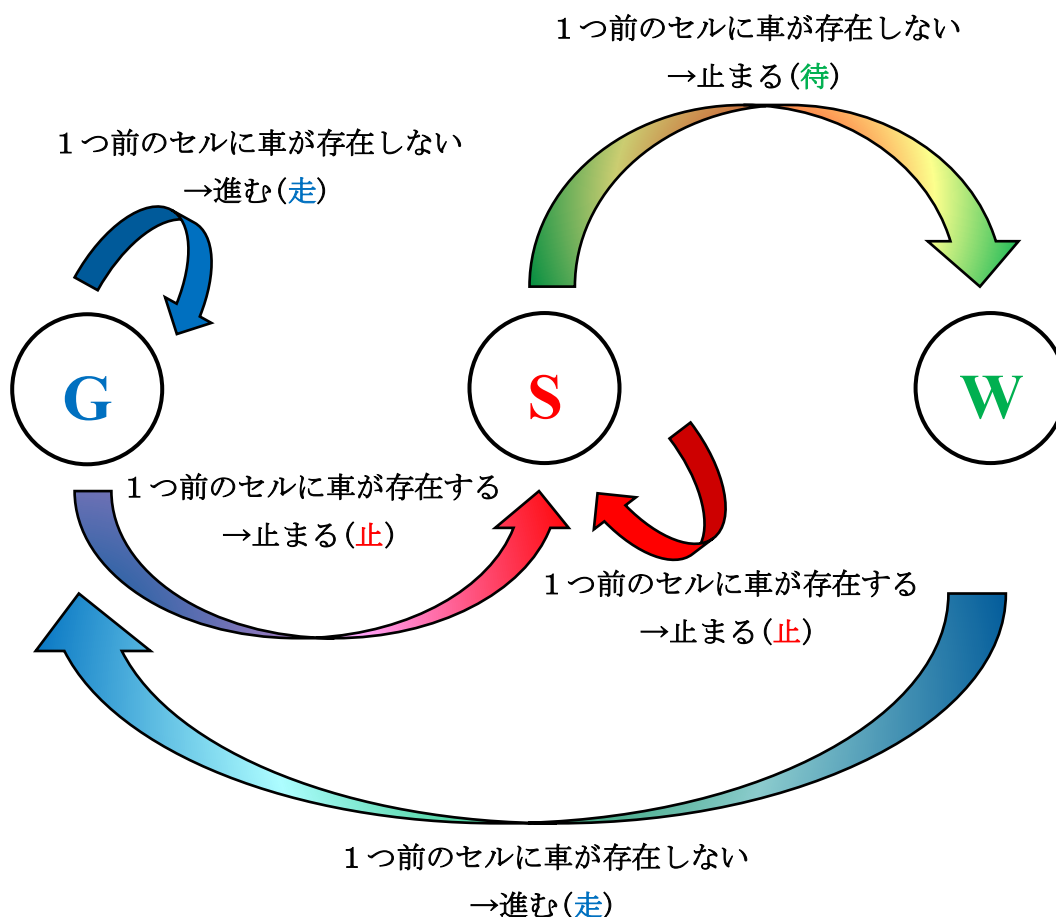 １つ前のセルに車が存在しない
→止まる(待)
１つ前のセルに車が存在しない
→進む(走)
G
S
W
１つ前のセルに車が存在する
→止まる(止)
１つ前のセルに車が存在する
→止まる(止)
１つ前のセルに車が存在しない
→進む(走)